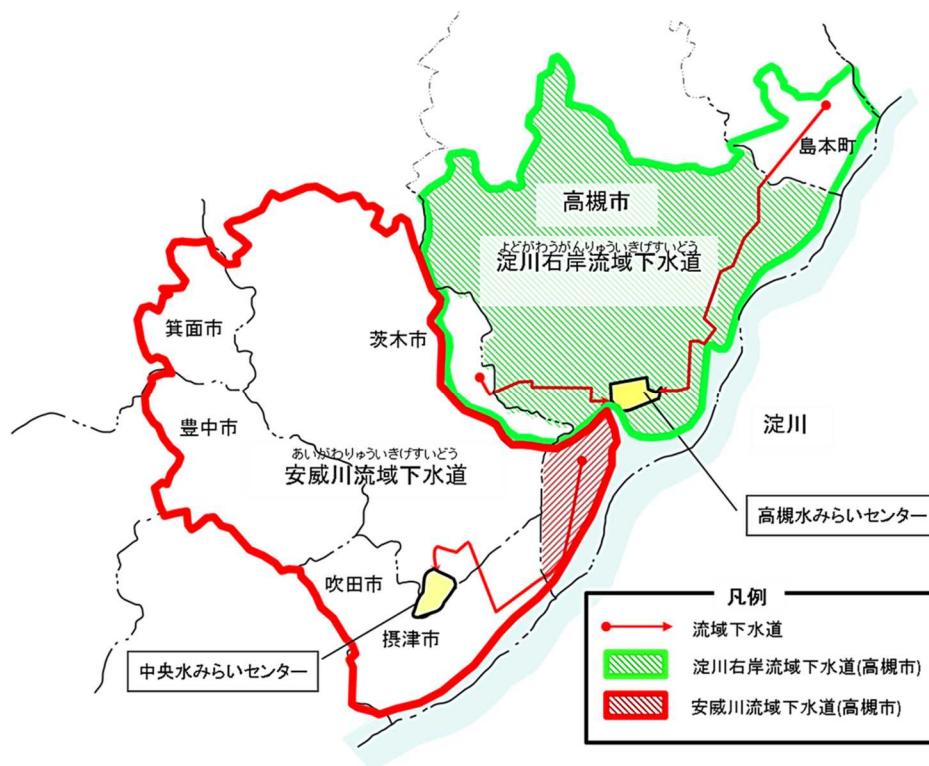 島本町
高槻市
よどがわうがんりゅういきげすいどう
淀川右岸流域下水道
箕面市
茨木市
豊中市
淀川
あいがわりゅういきげすいどう
安威川流域下水道
高槻水みらいセンター
吹田市
摂津市
中央水みらいセンター
凡例
流域下水道
淀川右岸流域下水道(高槻市)
安威川流域下水道(高槻市)